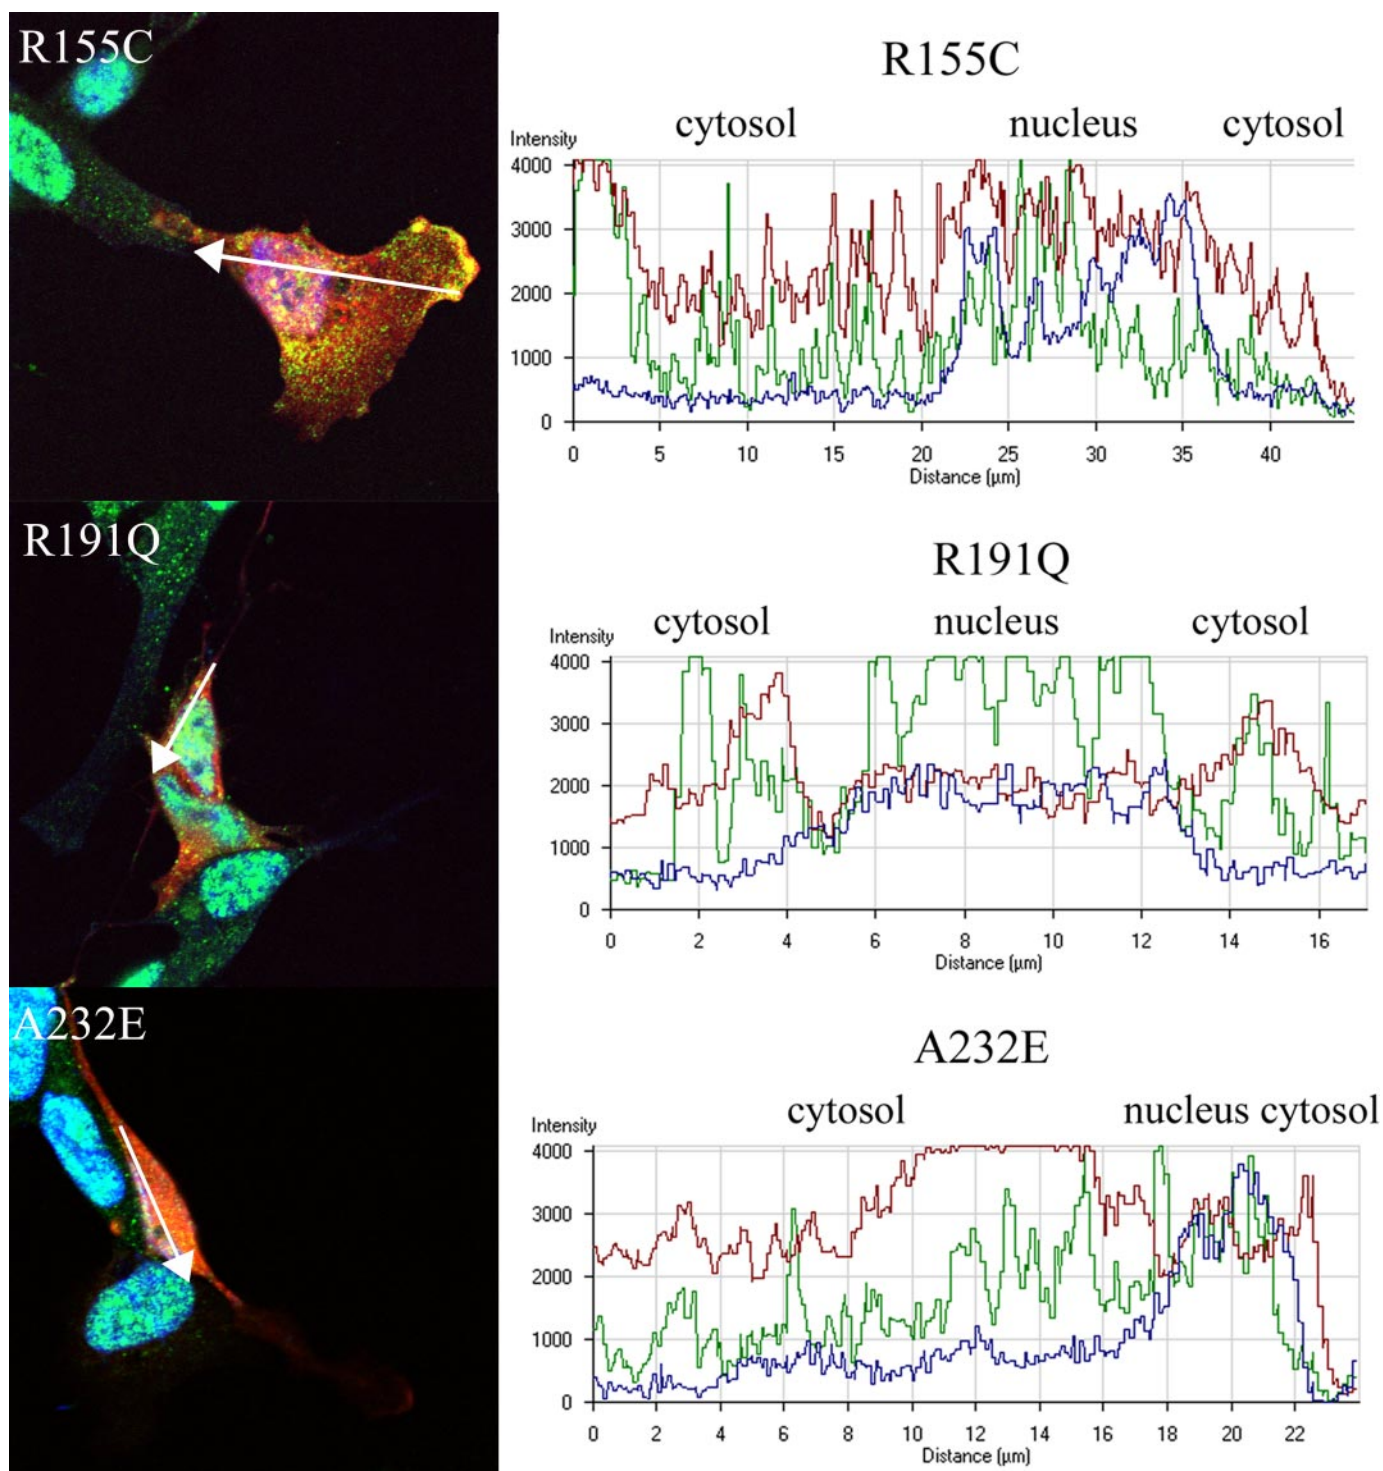 R155C
R155C
cytosol nucleus cytosol
Intensity
4000
3000
2000
1000
0
0 5 10 15 20 25 30 35 40
Distance (µm)
R191Q
R191Q
cytosol nucleus cytosol
Intensity
4000
3000
2000
1000
0
0 2 4 6 8 10 12 14 16
Distance (µm)
A232E
A232E
cytosol nucleus cytosol
Intensity
4000
3000
2000
1000
0
0 2 4 6 8 10 12 14 16 18 20 22
Distance (µm)